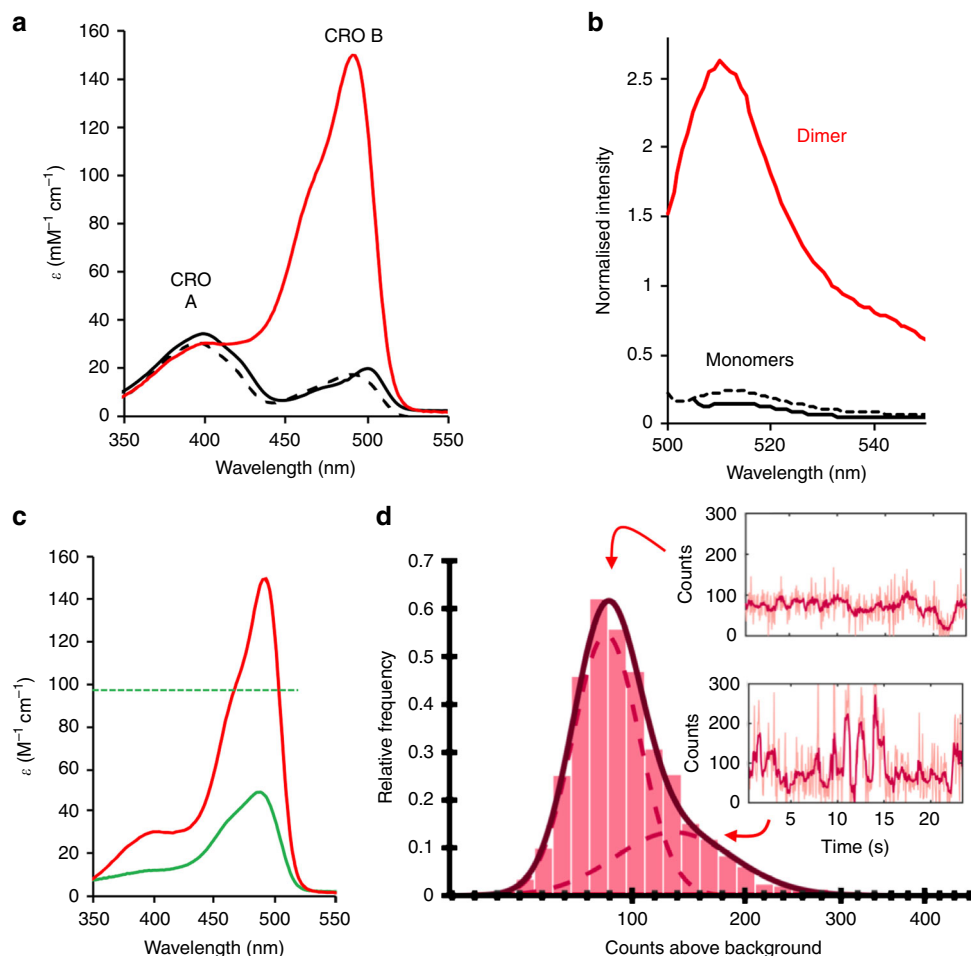 a
CRO B
CRO
A
ε (mM⁻¹ cm⁻¹)
160
140
120
100
80
60
40
20
0
350 400 450 500 550
Wavelength (nm)
b
Dimer
Monomers
Normalised intensity
2.5
2
1.5
1
0.5
0
500 520 540
Wavelength (nm)
c
ε (M⁻¹ cm⁻¹)
160
140
120
100
80
60
40
20
0
350 400 450 500 550
Wavelength (nm)
d
Relative frequency
0.7
0.6
0.5
0.4
0.3
0.2
0.1
0
100 200 300 400
Counts above background
Counts
300
200
100
0
Counts
300
200
100
0
5 10 15 20
Time (s)